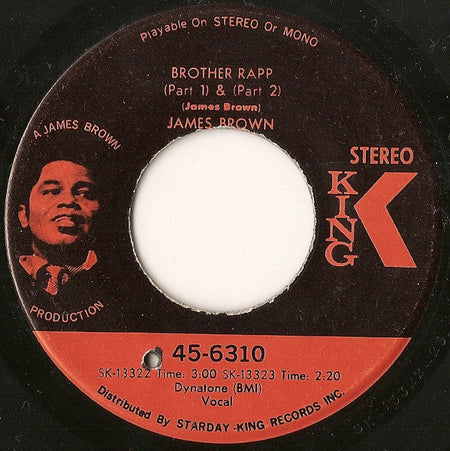 Playable On STEREO Or MONO
BROTHER RAPP
(Part 1) & (Part 2)
(James Brown)
JAMES BROWN
A JAMES BROWN
PRODUCTION
STEREO
KING
K
45-6310
SK-13322 Time: 3:00 SK-13323 Time: 2:20
Dynatone (BMI)
Vocal
Distributed By STARDAY-KING RECORDS INC.